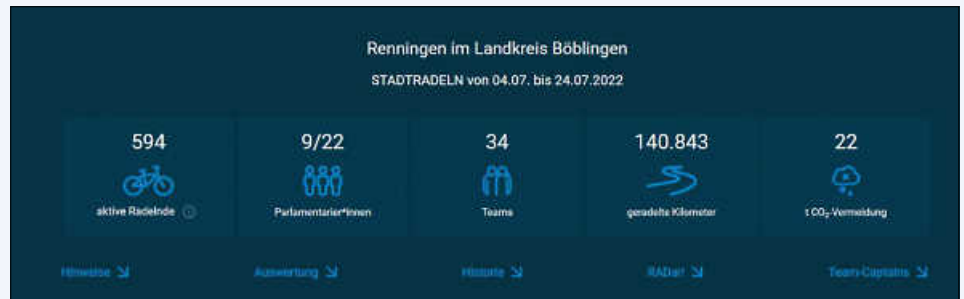 Renningen im Landkreis Böblingen
STADTRADELN von 04.07. bis 24.07.2022
594
aktive Radelnde
9/22
Parlamentarier*innen
34
Teams
140.843
geradelte Kilometer
22
t CO₂-Vermeidung
Hinweise
Auswertung
Historie
RADar!
Team-Captains